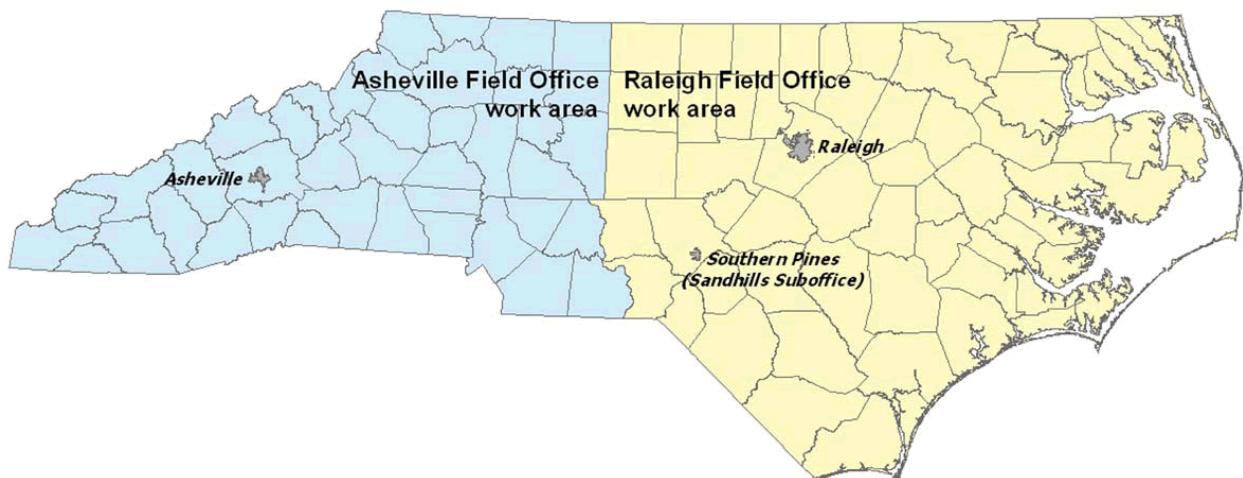 Asheville Field Office
work area
Raleigh Field Office
work area
Raleigh
Asheville
Southern Pines
(Sandhills Suboffice)